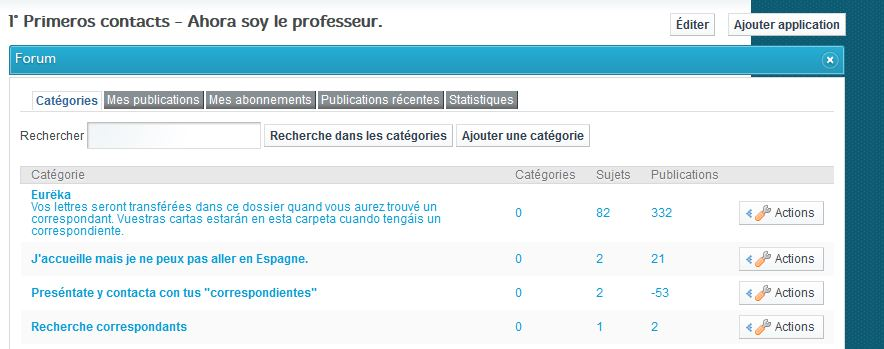 1° Primeros contacts - Ahora soy le professeur.
Éditer
Ajouter application
Forum
Catégories
Mes publications
Mes abonnements
Publications récentes
Statistiques
Rechercher
Recherche dans les catégories
Ajouter une catégorie
Catégorie Catégories Sujets Publications
Eurëka
Vos lettres seront transférées dans ce dossier quand vous aurez trouvé un
correspondant. Vuestras cartas estarán en esta carpeta cuando tengáis un
correspondiente.
0 82 332 Actions
J'accueille mais je ne peux pas aller en Espagne. 0 2 21 Actions
Preséntate y contacta con tus "correspondientes" 0 2 -53 Actions
Recherche correspondants 0 1 2 Actions